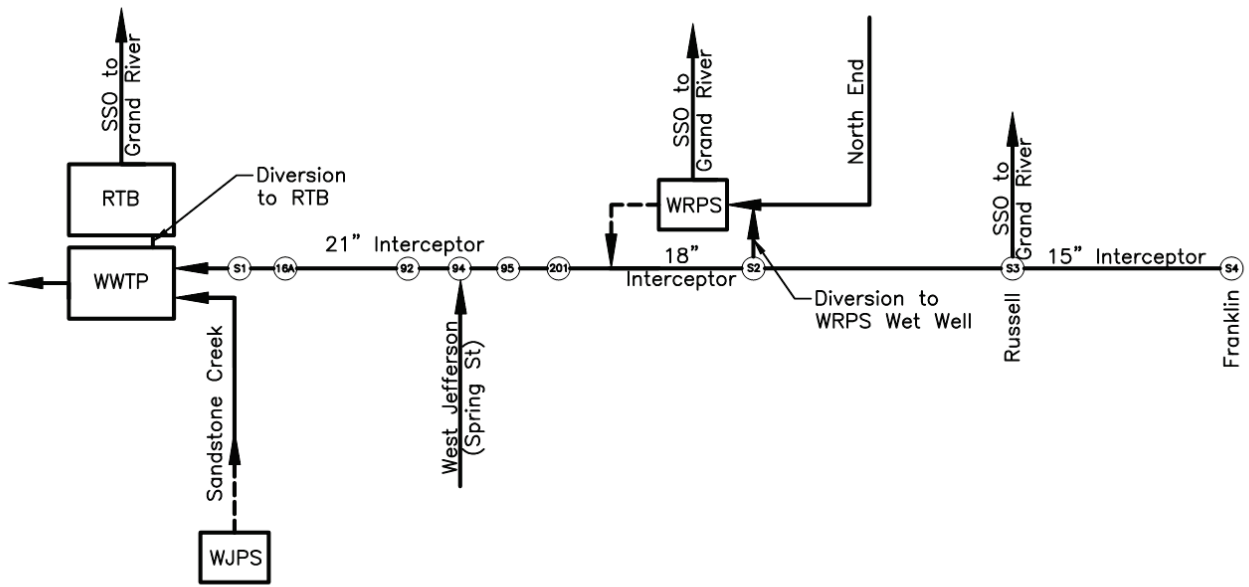 SSO to
Grand River
RTB
Diversion
to RTB
WWTP
21” Interceptor
S1
16A
92
94
95
201
Sandstone Creek
WJPS
West Jefferson
(Spring St)
SSO to
Grand River
WRPS
North End
18”
Interceptor
S2
Diversion to
WRPS Wet Well
SSO to
Grand River
S3
Russell
15” Interceptor
S4
Franklin